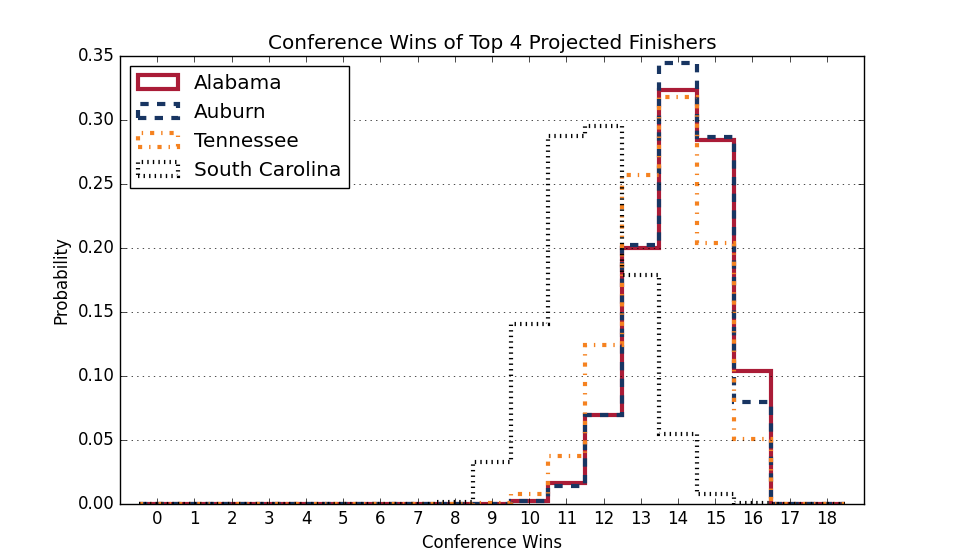 Conference Wins of Top 4 Projected Finishers
Alabama
Auburn
Tennessee
South Carolina
0.35
0.30
0.25
0.20
0.15
0.10
0.05
0.00
Probability
0 1 2 3 4 5 6 7 8 9 10 11 12 13 14 15 16 17 18
Conference Wins